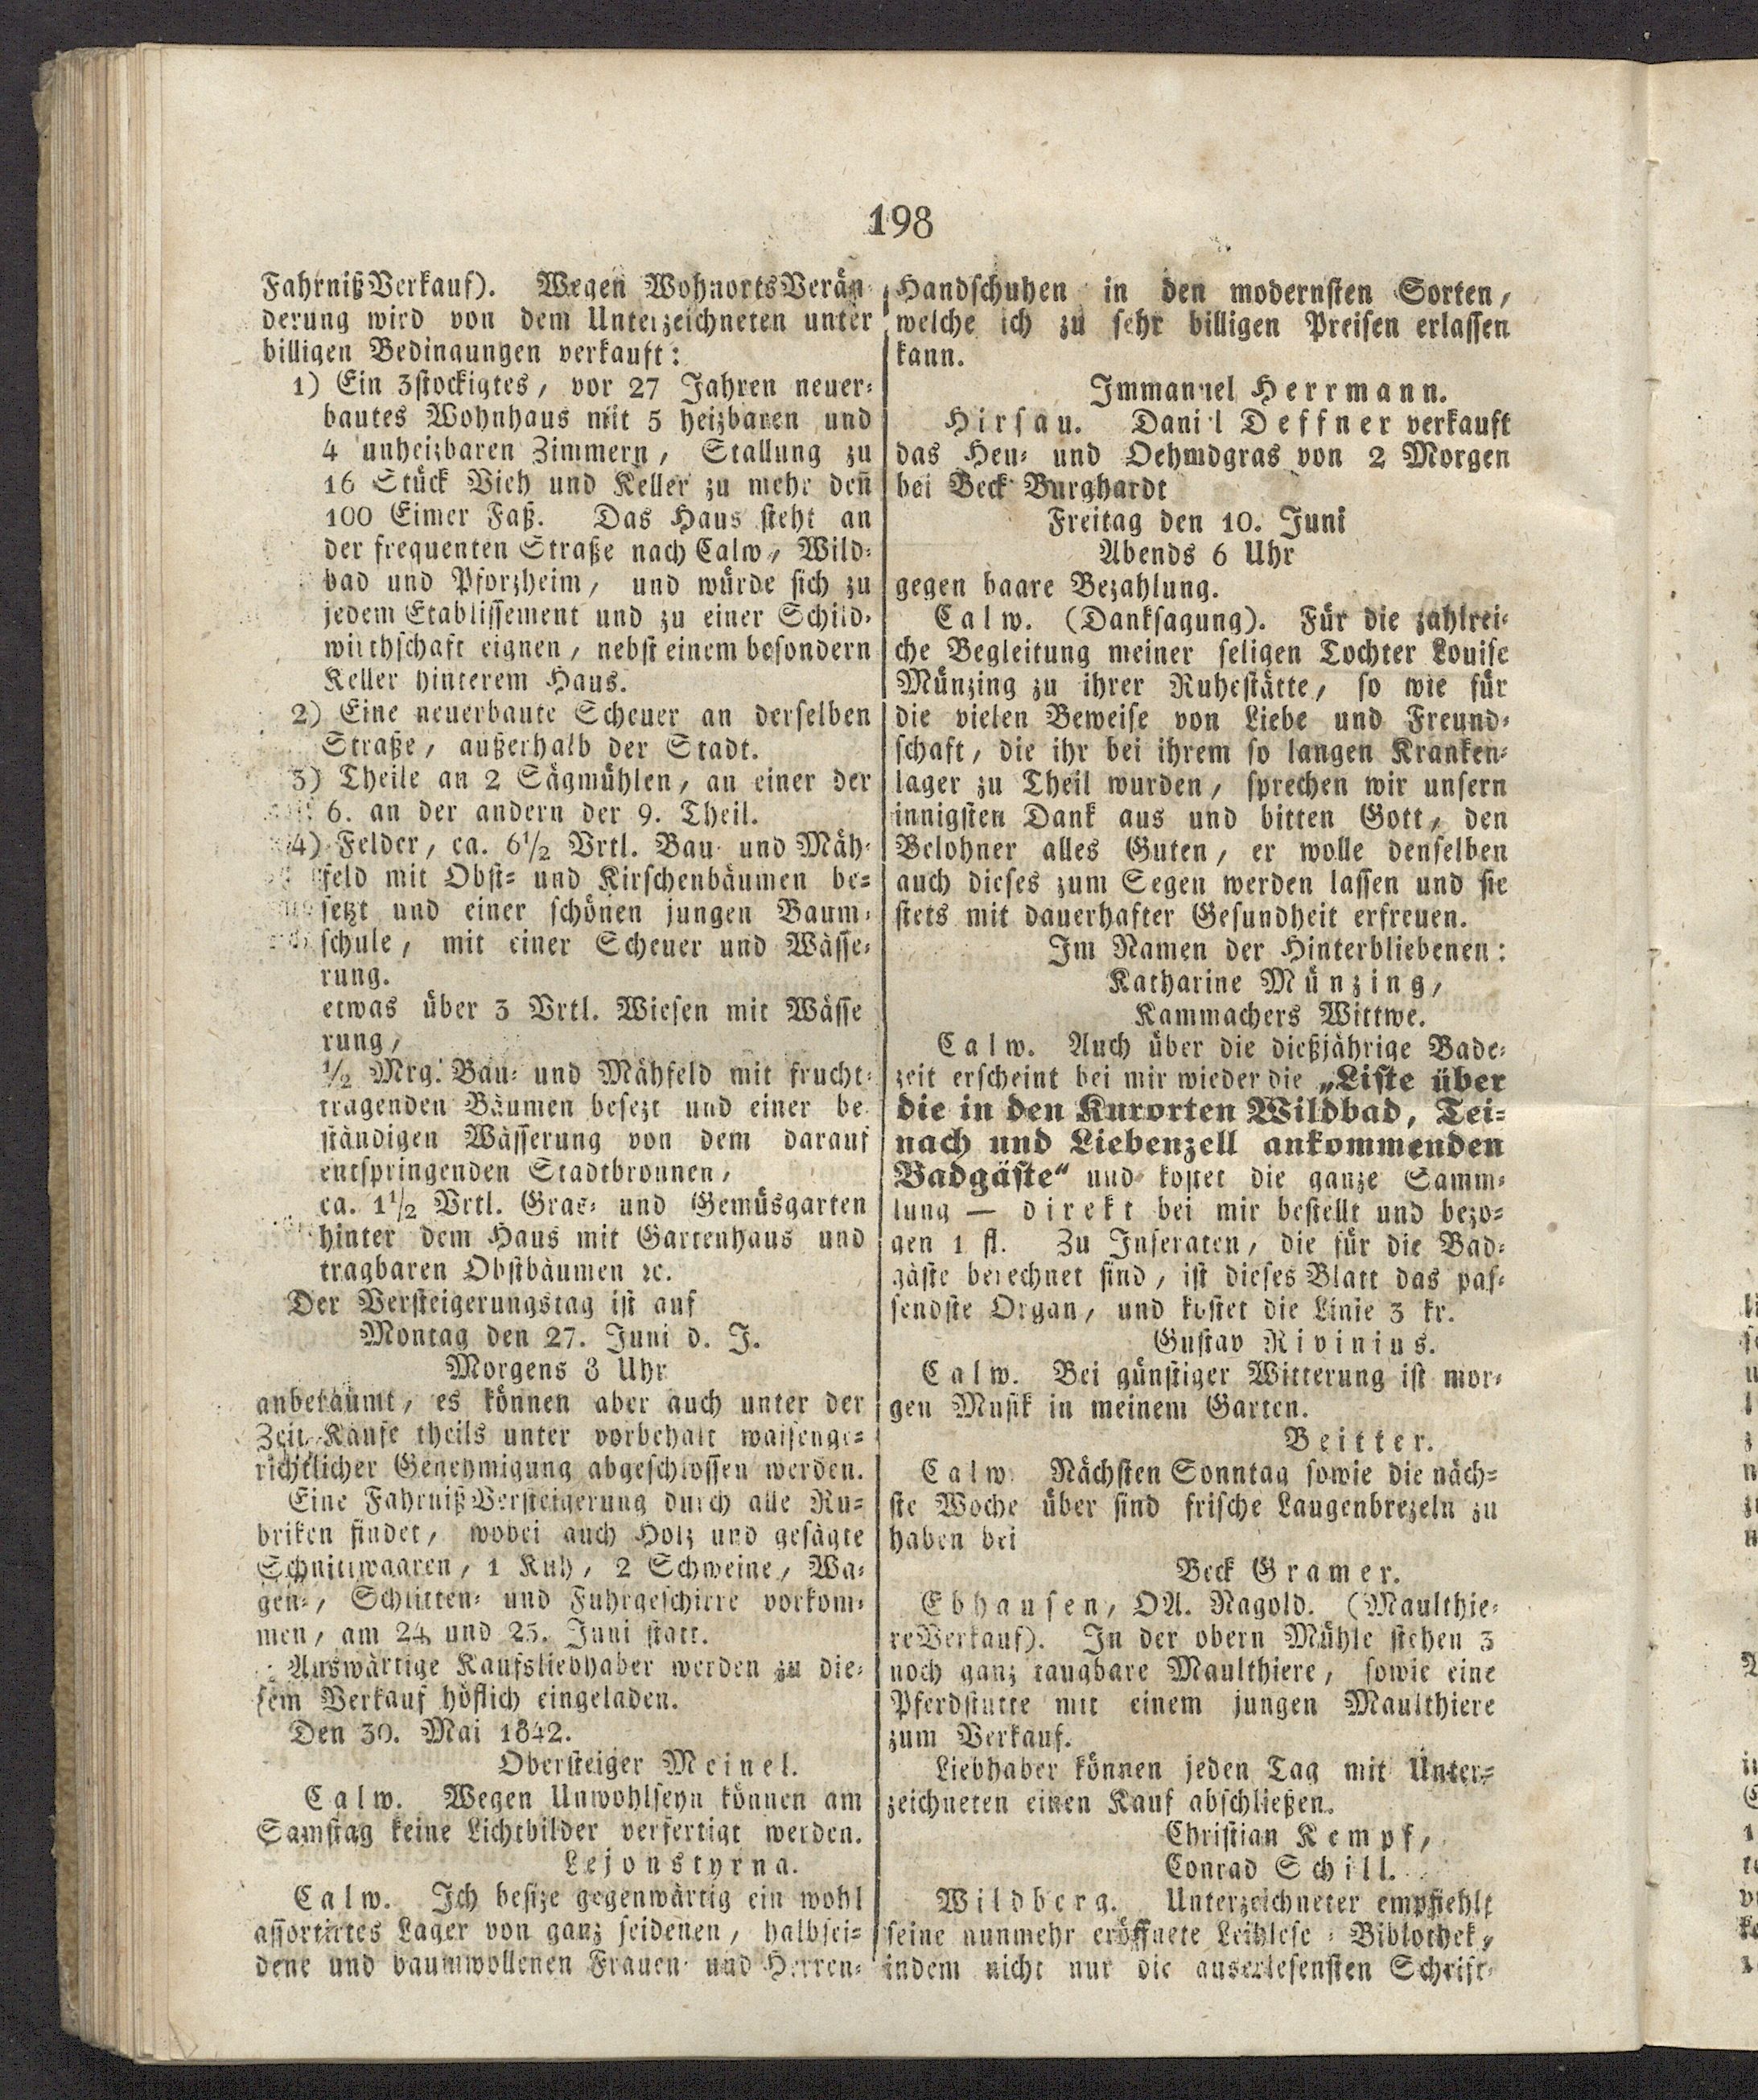 198
FahrnißVerkauf). Wegen WohnortsVerän
derung wird von dem Unterzeichneten unter
billigen Bedingungen verkauft:
1) Ein 3stockigtes, vor 27 Jahren neuer-
bautes Wohnhaus mit 5 heizbaren und
4 unheizbaren Zimmern, Stallung zu
16 Stück Vieh und Keller zu mehr den̄
100 Eimer Faß. Das Haus steht an
der frequenten Straße nach Calw, Wild-
bad und Pforzheim, und würde sich zu
jedem Etablissement und zu einer Schild-
wirthschaft eignen, nebst einem besondern
Keller hinterem Haus.
2) Eine neuerbaute Scheuer an derselben
Straße, außerhalb der Stadt.
3) Theile an 2 Sägmühlen, an einer der
6. an der andern der 9. Theil.
4) Felder, ca. 6½ Vrtl. Bau- und Mäh-
feld mit Obst- und Kirschenbäumen be-
setzt und einer schönen jungen Baum-
schule, mit einer Scheuer und Wässe-
rung.
etwas über 3 Vrtl. Wiesen mit Wässe
rung,
½ Mrg. Bau- und Mähfeld mit frucht-
tragenden Bäumen besezt und einer be
ständigen Wässerung von dem darauf
entspringenden Stadtbronnen,
ca. 1½ Vrtl. Gras- und Gemüsgarten
hinter dem Haus mit Gartenhaus und
tragbaren Obstbäumen ꝛc.
Der Versteigerungstag ist auf
Montag den 27. Juni d. J.
Morgens 8 Uhr
anberaumt, es können aber auch unter der
Zeit Käufe theils unter vorbehalt waisenge-
richtlicher Genehmigung abgeschlossen werden.
Eine FahrnißVersteigerung durch alle Ru-
briken findet, wobei auch Holz und gesägte
Schnittwaaren, 1 Kuh, 2 Schweine, Wa-
gen-, Schlitten- und Fuhrgeschirre vorkom-
men, am 24. und 25. Juni statt.
Auswärtige Kaufsliebhaber werden zu die-
sem Verkauf höflich eingeladen.
Den 30. Mai 1842.
Obersteiger Meinel.
Calw. Wegen Unwohlseyn können am
Samstag keine Lichtbilder verfertigt werden.
Lejonstyrna.
Calw. Ich besize gegenwärtig ein wohl
assortirtes Lager von ganz seidenen, halbsei-
dene und baumwollenen Frauen- und Herren-
Handschuhen in den modernsten Sorten,
welche ich zu sehr billigen Preisen erlassen
kann.
Immanuel Herrmann.
Hirsau. Daniel Deffner verkauft
das Heu- und Oehmdgras von 2 Morgen
bei Beck Burghardt
Freitag den 10. Juni
Abends 6 Uhr
gegen baare Bezahlung.
Calw. (Danksagung). Für die zahlrei-
che Begleitung meiner seligen Tochter Louise
Münzing zu ihrer Ruhestätte, so wie für
die vielen Beweise von Liebe und Freund-
schaft, die ihr bei ihrem so langen Kranken-
lager zu Theil wurden, sprechen wir unsern
innigsten Dank aus und bitten Gott, den
Belohner alles Guten, er wolle denselben
auch dieses zum Segen werden lassen und sie
stets mit dauerhafter Gesundheit erfreuen.
Im Namen der Hinterbliebenen:
Katharine Münzing,
Kammachers Wittwe.
Calw. Auch über die dießjährige Bade-
zeit erscheint bei mir wieder die „Liste über
die in den Kurorten Wildbad, Tei-
nach und Liebenzell ankommenden
Badgäste“ und kostet die ganze Samm-
lung — direkt bei mir bestellt und bezo-
gen 1 fl. Zu Inseraten, die für die Bad-
gäste berechnet sind, ist dieses Blatt das pas-
sendste Organ, und kostet die Linie 3 kr.
Gustav Rivinius.
Calw. Bei günstiger Witterung ist mor-
gen Musik in meinem Garten.
Beitter.
Calw. Nächsten Sonntag sowie die näch-
ste Woche über sind frische Laugenbrezeln zu
haben bei
Beck Gramer.
Ebhausen, OA. Nagold. (Maulthie-
reVerkauf). In der obern Mühle stehen 3
noch ganz taugbare Maulthiere, sowie eine
Pferdstutte mit einem jungen Maulthiere
zum Verkauf.
Liebhaber können jeden Tag mit Unter-
zeichneten einen Kauf abschließen.
Christian Kempf,
Conrad Schill.
Wildberg. Unterzeichneter empfiehlt
seine nunmehr eröffnete Leihlese-Biblothek,
indem nicht nur die auserlesensten Schrift-